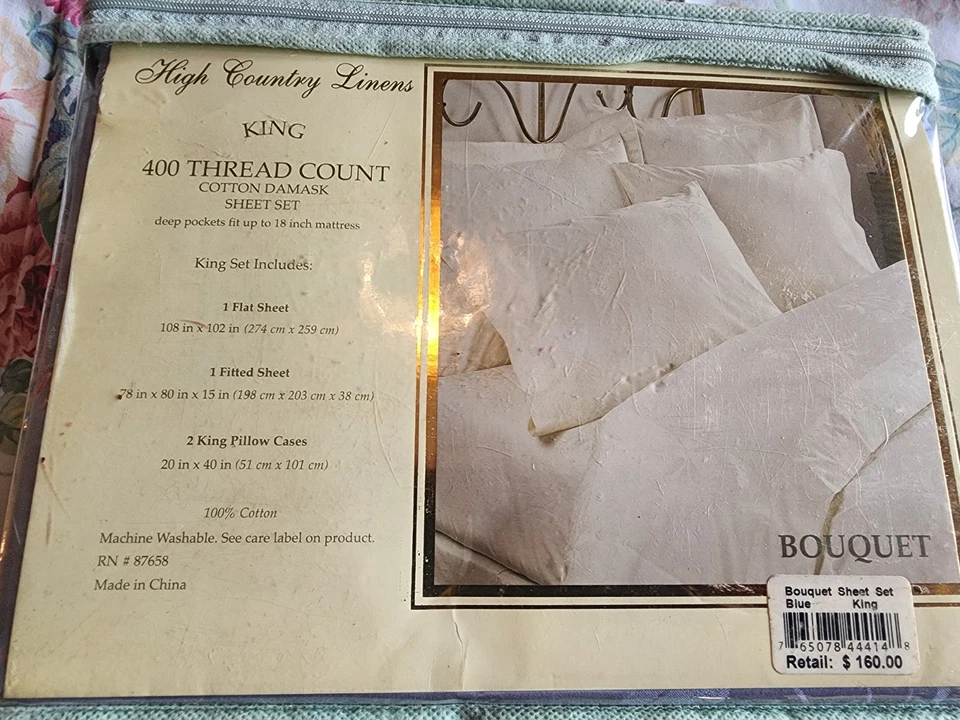 High Country Linens
KING
400 THREAD COUNT
COTTON DAMASK
SHEET SET
deep pockets fit up to 18 inch mattress
King Set Includes:
1 Flat Sheet
108 in x 102 in (274 cm x 259 cm)
1 Fitted Sheet
78 in x 80 in x 15 in (198 cm x 203 cm x 38 cm)
2 King Pillow Cases
20 in x 40 in (51 cm x 101 cm)
100% Cotton
Machine Washable. See care label on product.
RN # 87658
Made in China
BOUQUET
Bouquet Sheet Set
Blue King
7 65078 44414 8
Retail: $ 160.00